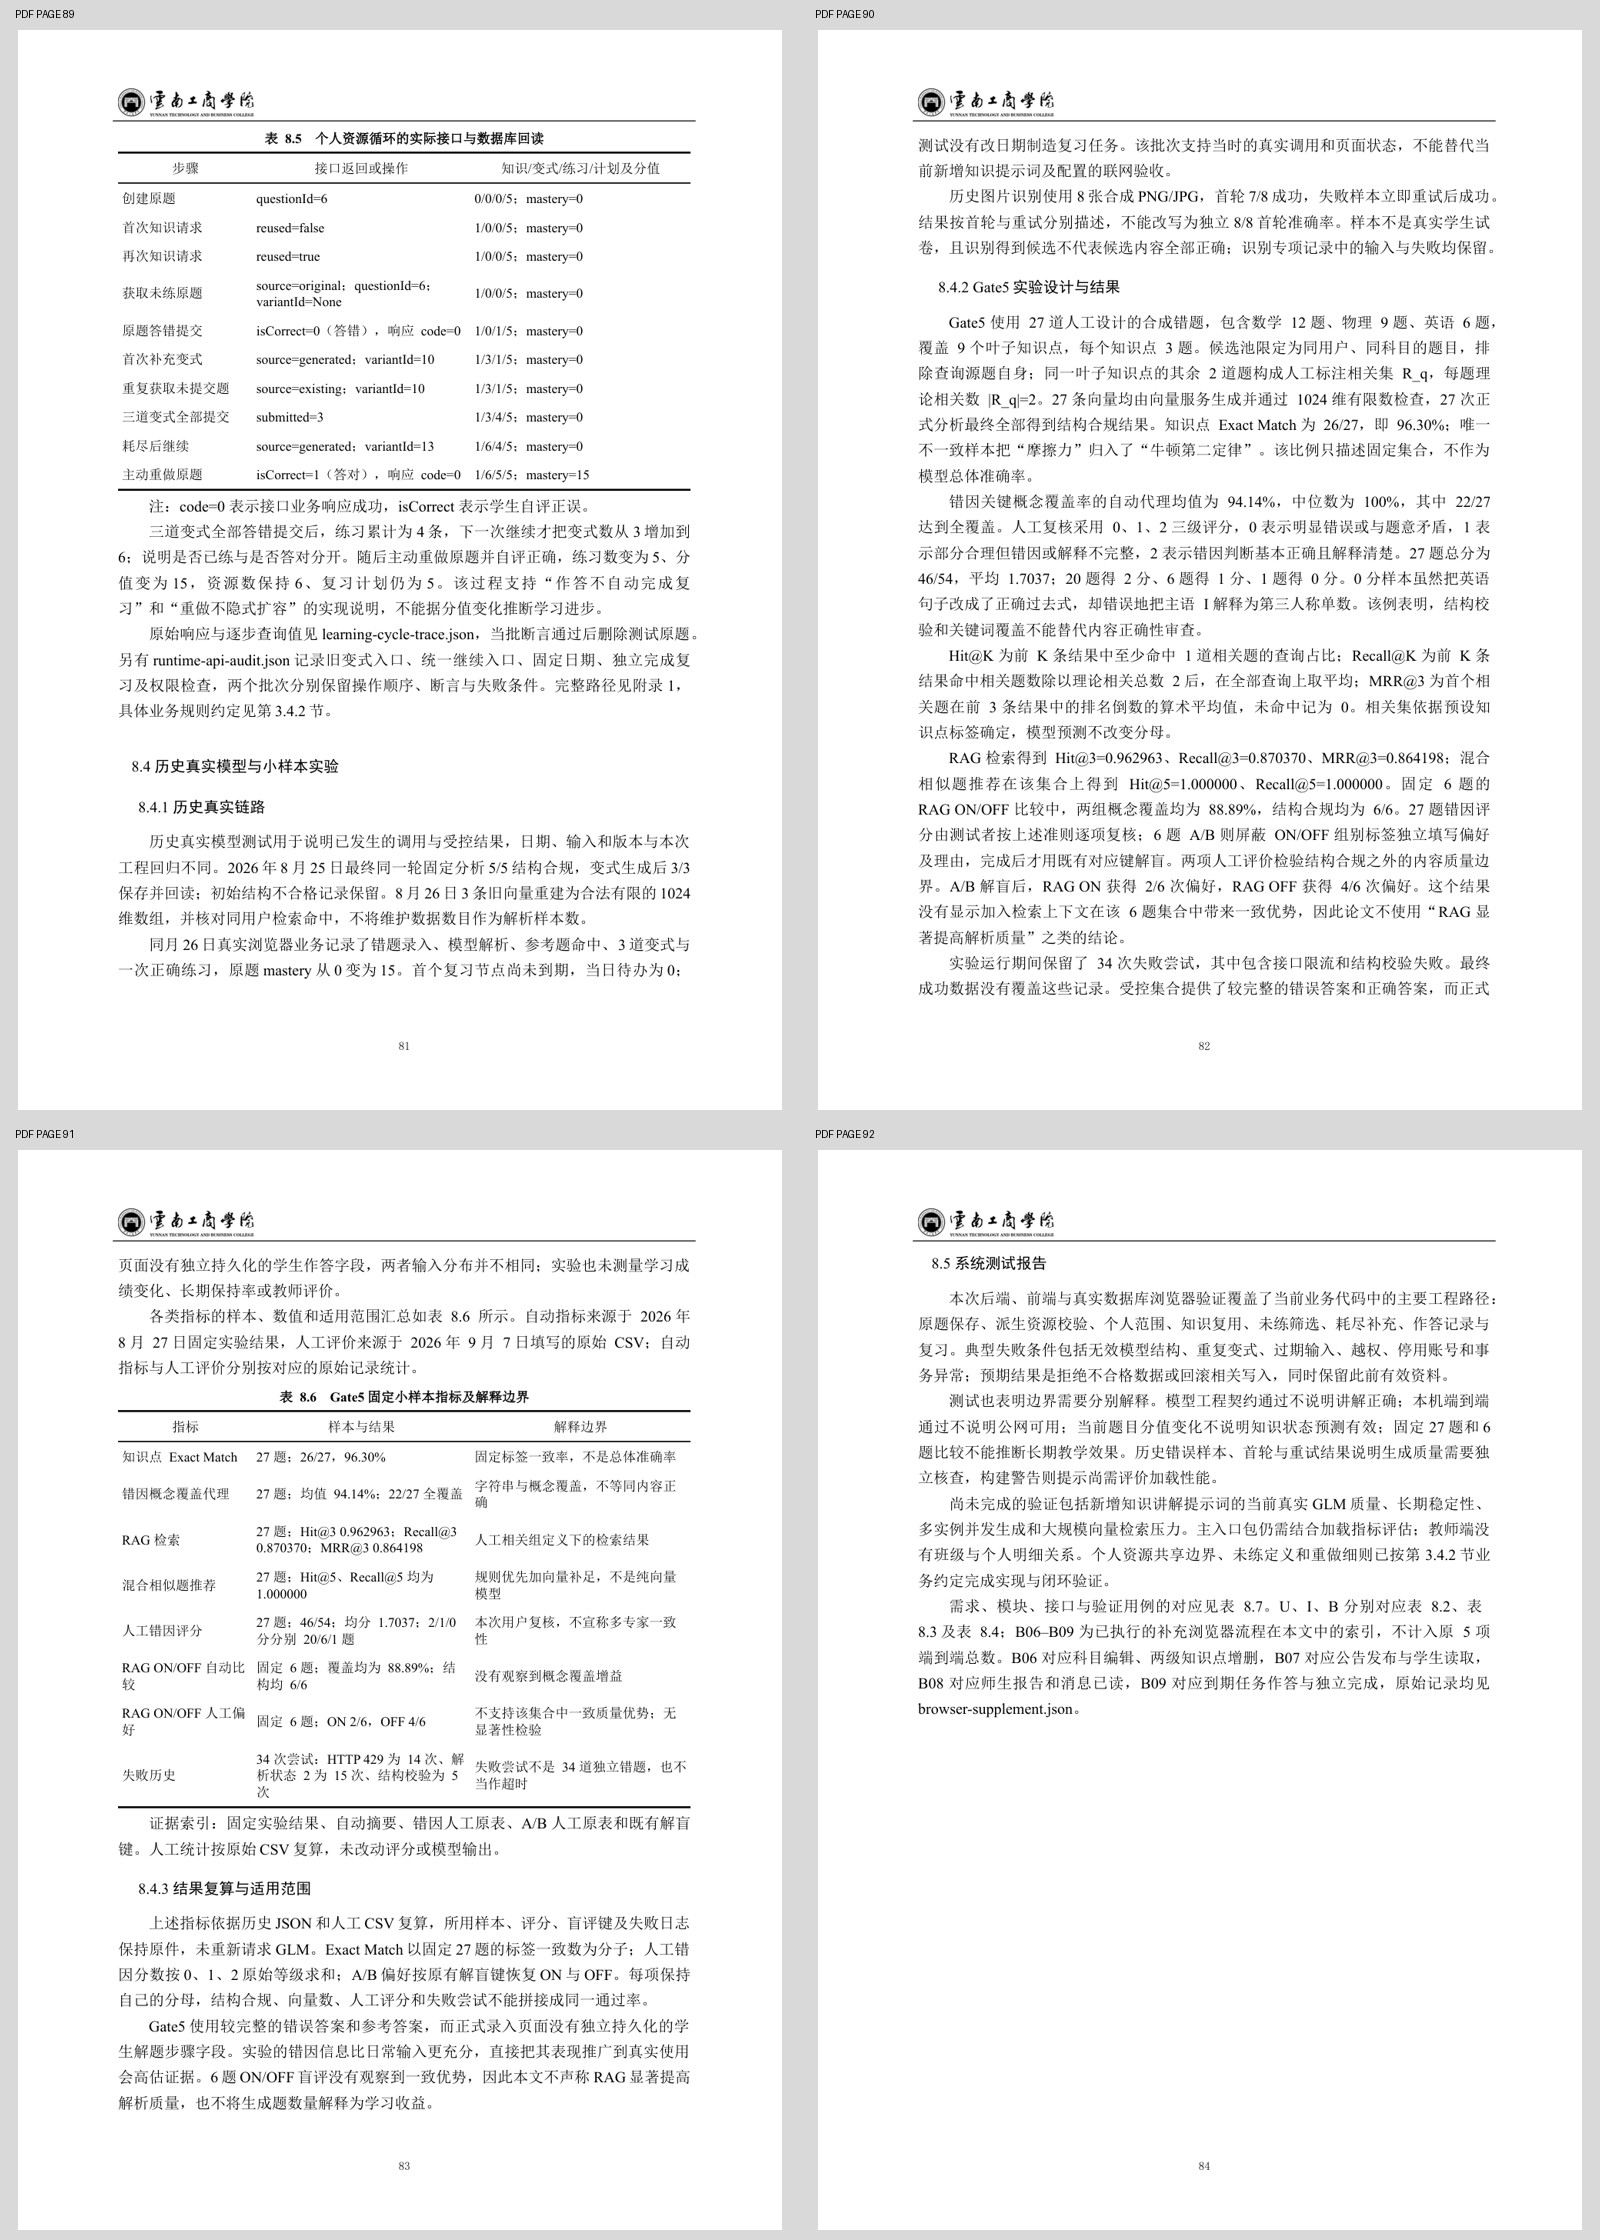 PDF PAGE 89
雲南工商學院
YUNNAN TECHNOLOGY AND BUSINESS COLLEGE
表 8.5 个人资源循环的实际接口与数据库回读
步骤 接口返回或操作 知识/变式/练习/计划及分值
创建原题 questionId=6 0/0/0/5；mastery=0
首次知识请求 reused=false 1/0/0/5；mastery=0
再次知识请求 reused=true 1/0/0/5；mastery=0
获取未练原题 source=original；questionId=6； 1/0/0/5；mastery=0
variantId=None
原题答错提交 isCorrect=0（答错），响应 code=0 1/0/1/5；mastery=0
首次补充变式 source=generated；variantId=10 1/3/1/5；mastery=0
重复获取未提交题 source=existing；variantId=10 1/3/1/5；mastery=0
三道变式全部提交 submitted=3 1/3/4/5；mastery=0
耗尽后继续 source=generated；variantId=13 1/6/4/5；mastery=0
主动重做原题 isCorrect=1（答对），响应 code=0 1/6/5/5；mastery=15
注：code=0 表示接口业务响应成功，isCorrect 表示学生自评正误。
三道变式全部答错提交后，练习累计为 4 条，下一次继续才把变式数从 3 增加到
6；说明是否已练与是否答对分开。随后主动重做原题并自评正确，练习数变为 5、分
值变为 15，资源数保持 6、复习计划仍为 5。该过程支持“作答不自动完成复
习”和“重做不隐式扩容”的实现说明，不能据分值变化推断学习进步。
原始响应与逐步查询值见 learning-cycle-trace.json，当批断言通过后删除测试原题。
另有 runtime-api-audit.json 记录旧变式入口、统一继续入口、固定日期、独立完成复
习及权限检查，两个批次分别保留操作顺序、断言与失败条件。完整路径见附录 1，
具体业务规则约定见第 3.4.2 节。
8.4 历史真实模型与小样本实验
8.4.1 历史真实链路
历史真实模型测试用于说明已发生的调用与受控结果，日期、输入和版本与本次
工程回归不同。2026 年 8 月 25 日最终同一轮固定分析 5/5 结构合规，变式生成后 3/3
保存并回读；初始结构不合格记录保留。8 月 26 日 3 条旧向量重建为合法有限的 1024
维数组，并核对同用户检索命中，不将维护数据数目作为解析样本数。
同月 26 日真实浏览器业务记录了错题录入、模型解析、参考题命中、3 道变式与
一次正确练习，原题 mastery 从 0 变为 15。首个复习节点尚未到期，当日待办为 0；
81
PDF PAGE 90
雲南工商學院
YUNNAN TECHNOLOGY AND BUSINESS COLLEGE
测试没有改日期制造复习任务。该批次支持当时的真实调用和页面状态，不能替代当
前新增知识提示词及配置的联网验收。
历史图片识别使用 8 张合成 PNG/JPG，首轮 7/8 成功，失败样本立即重试后成功。
结果按首轮与重试分别描述，不能改写为独立 8/8 首轮准确率。样本不是真实学生试
卷，且识别得到候选不代表候选内容全部正确；识别专项记录中的输入与失败均保留。
8.4.2 Gate5 实验设计与结果
Gate5 使用 27 道人工设计的合成错题，包含数学 12 题、物理 9 题、英语 6 题，
覆盖 9 个叶子知识点，每个知识点 3 题。候选池限定为同用户、同科目的题目，排
除查询源题自身；同一叶子知识点的其余 2 道题构成人工标注相关集 R_q，每题理
论相关数 |R_q|=2。27 条向量均由向量服务生成并通过 1024 维有限数检查，27 次正
式分析最终全部得到结构合规结果。知识点 Exact Match 为 26/27，即 96.30%；唯一
不一致样本把“摩擦力”归入了“牛顿第二定律”。该比例只描述固定集合，不作为
模型总体准确率。
错因关键概念覆盖率的自动代理均值为 94.14%，中位数为 100%，其中 22/27
达到全覆盖。人工复核采用 0、1、2 三级评分，0 表示明显错误或与题意矛盾，1 表
示部分合理但错因或解释不完整，2 表示错因判断基本正确且解释清楚。27 题总分为
46/54，平均 1.7037；20 题得 2 分、6 题得 1 分、1 题得 0 分。0 分样本虽然把英语
句子改成了正确过去式，却错误地把主语 I 解释为第三人称单数。该例表明，结构校
验和关键词覆盖不能替代内容正确性审查。
Hit@K 为前 K 条结果中至少命中 1 道相关题的查询占比；Recall@K 为前 K 条
结果命中相关题数除以理论相关总数 2 后，在全部查询上取平均；MRR@3 为首个相
关题在前 3 条结果中的排名倒数的算术平均值，未命中记为 0。相关集依据预设知
识点标签确定，模型预测不改变分母。
RAG 检索得到 Hit@3=0.962963、Recall@3=0.870370、MRR@3=0.864198；混合
相似题推荐在该集合上得到 Hit@5=1.000000、Recall@5=1.000000。固定 6 题的
RAG ON/OFF 比较中，两组概念覆盖均为 88.89%，结构合规均为 6/6。27 题错因评
分由测试者按上述准则逐项复核；6 题 A/B 则屏蔽 ON/OFF 组别标签独立填写偏好
及理由，完成后才用既有对应键解盲。两项人工评价检验结构合规之外的内容质量边
界。A/B 解盲后，RAG ON 获得 2/6 次偏好，RAG OFF 获得 4/6 次偏好。这个结果
没有显示加入检索上下文在该 6 题集合中带来一致优势，因此论文不使用“RAG 显
著提高解析质量”之类的结论。
实验运行期间保留了 34 次失败尝试，其中包含接口限流和结构校验失败。最终
成功数据没有覆盖这些记录。受控集合提供了较完整的错误答案和正确答案，而正式
82
PDF PAGE 91
雲南工商學院
YUNNAN TECHNOLOGY AND BUSINESS COLLEGE
页面没有独立持久化的学生作答字段，两者输入分布并不相同；实验也未测量学习成
绩变化、长期保持率或教师评价。
各类指标的样本、数值和适用范围汇总如表 8.6 所示。自动指标来源于 2026 年
8 月 27 日固定实验结果，人工评价来源于 2026 年 9 月 7 日填写的原始 CSV；自动
指标与人工评价分别按对应的原始记录统计。
表 8.6 Gate5 固定小样本指标及解释边界
指标 样本与结果 解释边界
知识点 Exact Match 27 题；26/27，96.30% 固定标签一致率，不是总体准确率
错因概念覆盖代理 27 题；均值 94.14%；22/27 全覆盖 字符串与概念覆盖，不等同内容正
确
RAG 检索 27 题；Hit@3 0.962963；Recall@3 人工相关组定义下的检索结果
0.870370；MRR@3 0.864198
混合相似题推荐 27 题；Hit@5、Recall@5 均为 规则优先加向量补足，不是纯向量
1.000000 模型
人工错因评分 27 题；46/54；均分 1.7037；2/1/0 本次用户复核，不宣称多专家一致
分分别 20/6/1 题 性
RAG ON/OFF 自动比 固定 6 题；覆盖均为 88.89%；结 没有观察到概念覆盖增益
较 构均 6/6
RAG ON/OFF 人工偏 固定 6 题；ON 2/6，OFF 4/6 不支持该集合中一致质量优势；无
好 显著性检验
失败历史 34 次尝试：HTTP 429 为 14 次、解 失败尝试不是 34 道独立错题，也不
析状态 2 为 15 次、结构校验为 5 当作超时
次
证据索引：固定实验结果、自动摘要、错因人工原表、A/B 人工原表和既有解盲
键。人工统计按原始 CSV 复算，未改动评分或模型输出。
8.4.3 结果复算与适用范围
上述指标依据历史 JSON 和人工 CSV 复算，所用样本、评分、盲评键及失败日志
保持原件，未重新请求 GLM。Exact Match 以固定 27 题的标签一致数为分子；人工错
因分数按 0、1、2 原始等级求和；A/B 偏好按原有解盲键恢复 ON 与 OFF。每项保持
自己的分母，结构合规、向量数、人工评分和失败尝试不能拼接成同一通过率。
Gate5 使用较完整的错误答案和参考答案，而正式录入页面没有独立持久化的学
生解题步骤字段。实验的错因信息比日常输入更充分，直接把其表现推广到真实使用
会高估证据。6 题 ON/OFF 盲评没有观察到一致优势，因此本文不声称 RAG 显著提高
解析质量，也不将生成题数量解释为学习收益。
83
PDF PAGE 92
雲南工商學院
YUNNAN TECHNOLOGY AND BUSINESS COLLEGE
8.5 系统测试报告
本次后端、前端与真实数据库浏览器验证覆盖了当前业务代码中的主要工程路径：
原题保存、派生资源校验、个人范围、知识复用、未练筛选、耗尽补充、作答记录与
复习。典型失败条件包括无效模型结构、重复变式、过期输入、越权、停用账号和事
务异常；预期结果是拒绝不合格数据或回滚相关写入，同时保留此前有效资料。
测试也表明边界需要分别解释。模型工程契约通过不说明讲解正确；本机端到端
通过不说明公网可用；当前题目分值变化不说明知识状态预测有效；固定 27 题和 6
题比较不能推断长期教学效果。历史错误样本、首轮与重试结果说明生成质量需要独
立核查，构建警告则提示尚需评价加载性能。
尚未完成的验证包括新增知识讲解提示词的当前真实 GLM 质量、长期稳定性、
多实例并发生成和大规模向量检索压力。主入口包仍需结合加载指标评估；教师端没
有班级与个人明细关系。个人资源共享边界、未练定义和重做细则已按第 3.4.2 节业
务约定完成实现与闭环验证。
需求、模块、接口与验证用例的对应见表 8.7。U、I、B 分别对应表 8.2、表
8.3 及表 8.4；B06–B09 为已执行的补充浏览器流程在本文中的索引，不计入原 5 项
端到端总数。B06 对应科目编辑、两级知识点增删，B07 对应公告发布与学生读取，
B08 对应师生报告和消息已读，B09 对应到期任务作答与独立完成，原始记录均见
browser-supplement.json。
84